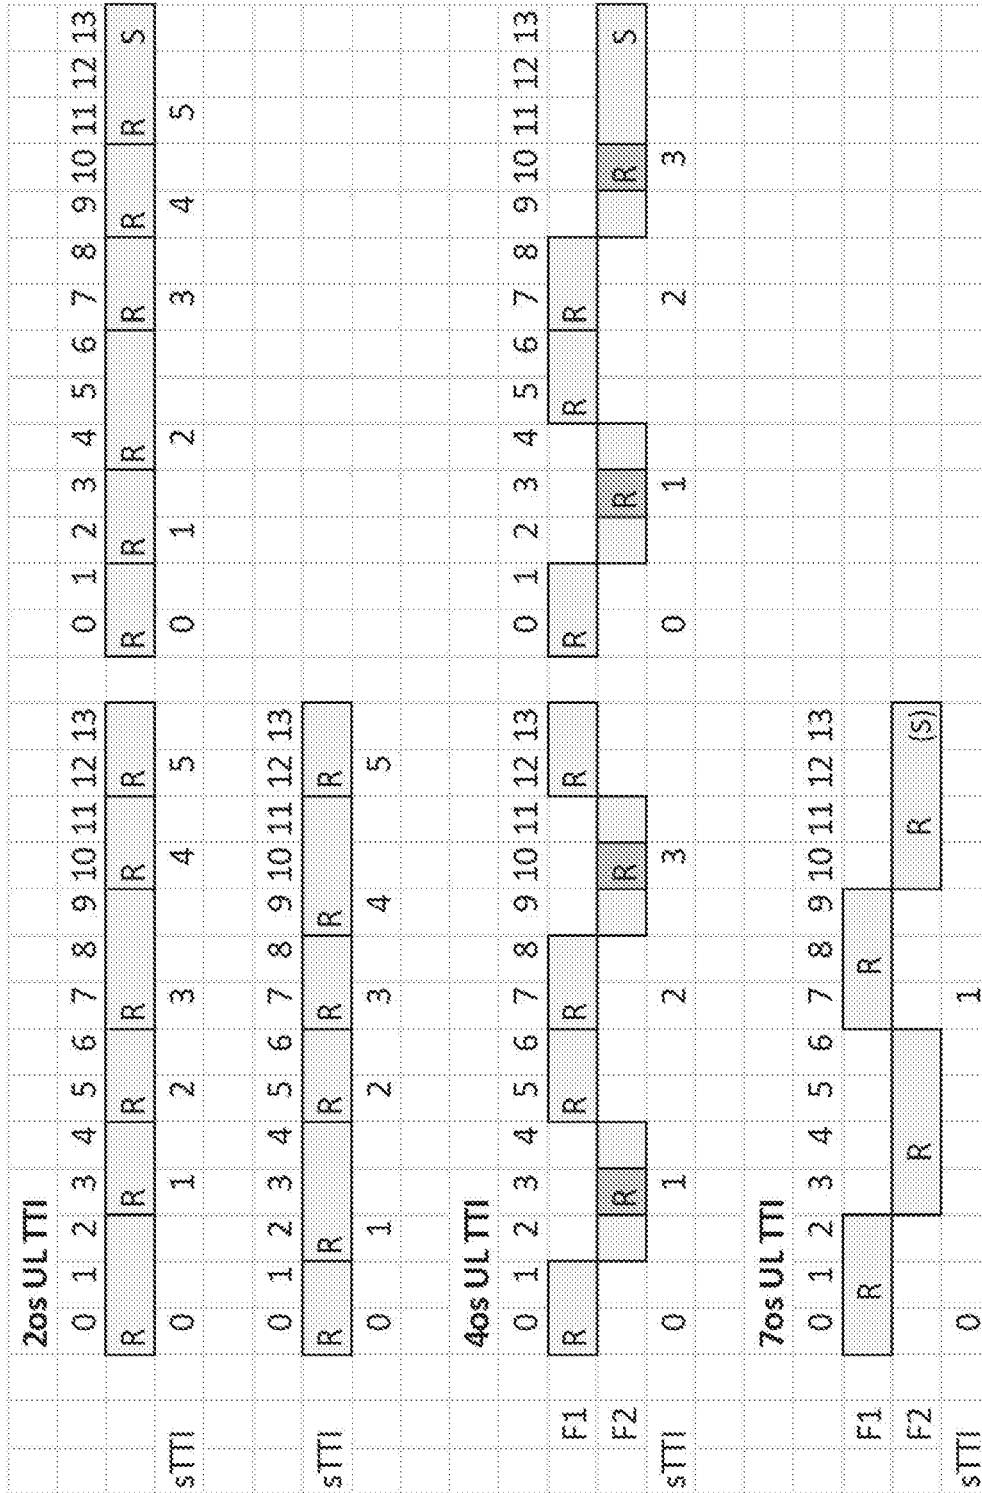 2os UL TTI
0 1 2 3 4 5 6 7 8 9 10 11 12 13 0 1 2 3 4 5 6 7 8 9 10 11 12 13
R R R R R R R R R R R R S
sTTI 0 1 2 3 4 5 0 1 2 3 4 5
0 1 2 3 4 5 6 7 8 9 10 11 12 13
R R R R R R
sTTI 0 1 2 3 4 5
4os UL TTI
0 1 2 3 4 5 6 7 8 9 10 11 12 13 0 1 2 3 4 5 6 7 8 9 10 11 12 13
F1 R R R R R R R
F2 R R R R S
sTTI 0 1 2 3 0 1 2 3
7os UL TTI
0 1 2 3 4 5 6 7 8 9 10 11 12 13
F1 R R
F2 R R (s)
sTTI 0 1